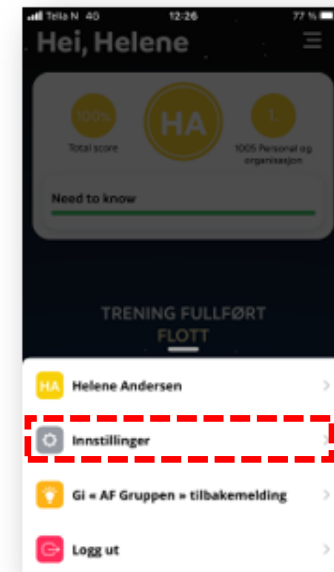 Telia N 4G 12:26 77 %
Hei, Helene
100%
HA
1.
Total score
1005 Personal og
organisasjon
Need to know
TRENING FULLFØRT
FLOTT
HA Helene Andersen
Innstillinger
Gi « AF Gruppen » tilbakemelding
Logg ut